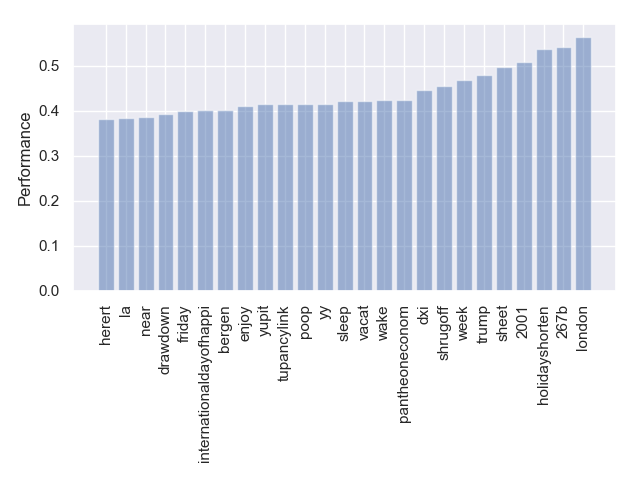 0.5
0.4
0.3
0.2
0.1
0.0
Performance
herert
la
near
drawdown
friday
internationaldayofhappi
bergen
enjoy
yupit
tupancylink
poop
yy
sleep
vacat
wake
pantheoneconom
dxi
shrugoff
week
trump
sheet
2001
holidayshorten
267b
london